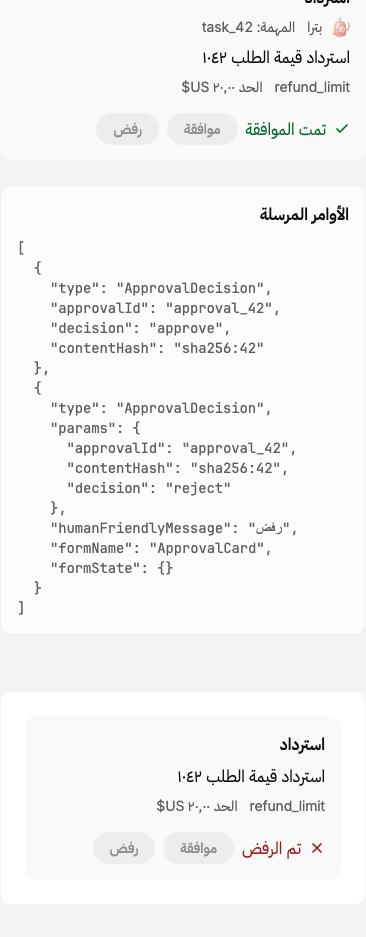 استرداد
بترا المهمة: task_42
استرداد قيمة الطلب ١٠٤٢
refund_limit الحد ٢٠٫٠٠ US$
تمت الموافقة موافقة رفض
الأوامر المرسلة
[
  {
    "type": "ApprovalDecision",
    "approvalId": "approval_42",
    "decision": "approve",
    "contentHash": "sha256:42"
  },
  {
    "type": "ApprovalDecision",
    "params": {
      "approvalId": "approval_42",
      "contentHash": "sha256:42",
      "decision": "reject"
    },
    "humanFriendlyMessage": "رفض",
    "formName": "ApprovalCard",
    "formState": {}
  }
]
استرداد
استرداد قيمة الطلب ١٠٤٢
refund_limit الحد ٢٠٫٠٠ US$
تم الرفض موافقة رفض